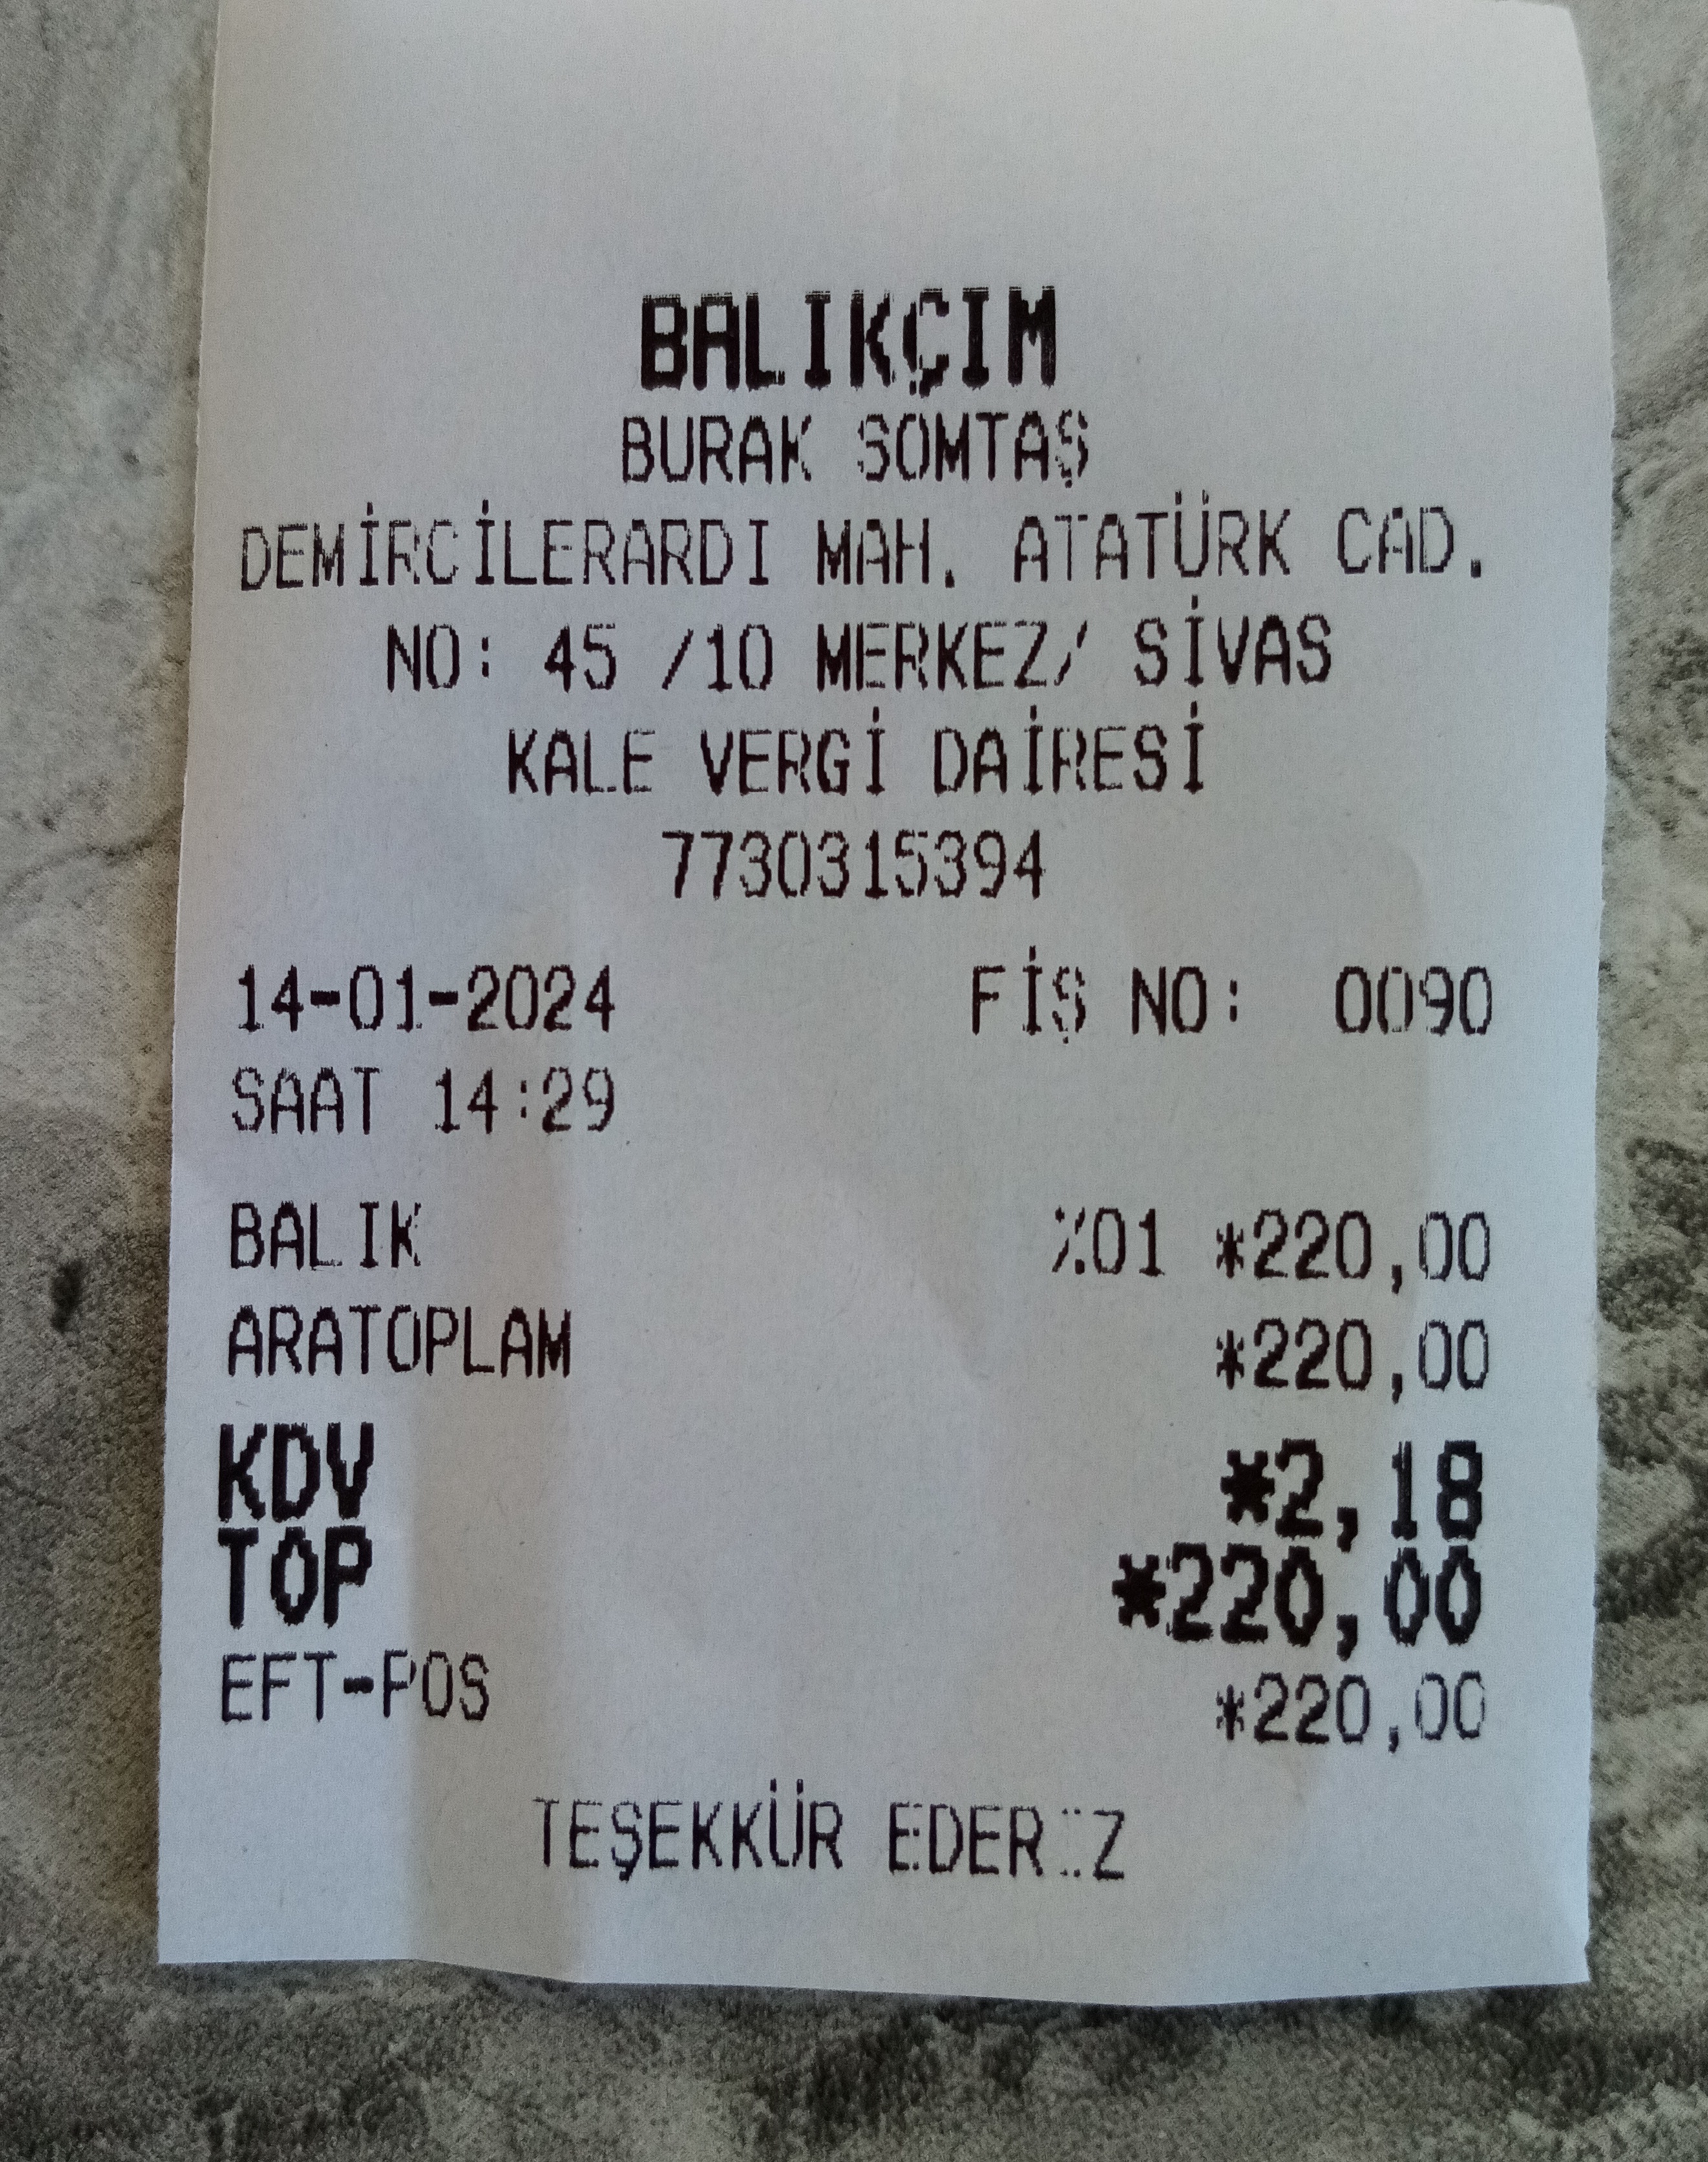 BALIKÇIM
BURAK SOMTAŞ
DEMİRCİLERARDI MAH. ATATÜRK CAD.
NO: 45 /10 MERKEZ/ SİVAS
KALE VERGİ DAİRESİ
7730315394
14-01-2024 FİŞ NO: 0090
SAAT 14:29
BALIK %01 *220,00
ARATOPLAM *220,00
KDV *2,18
TOP *220,00
EFT-POS *220,00
TEŞEKKÜR EDERİZ